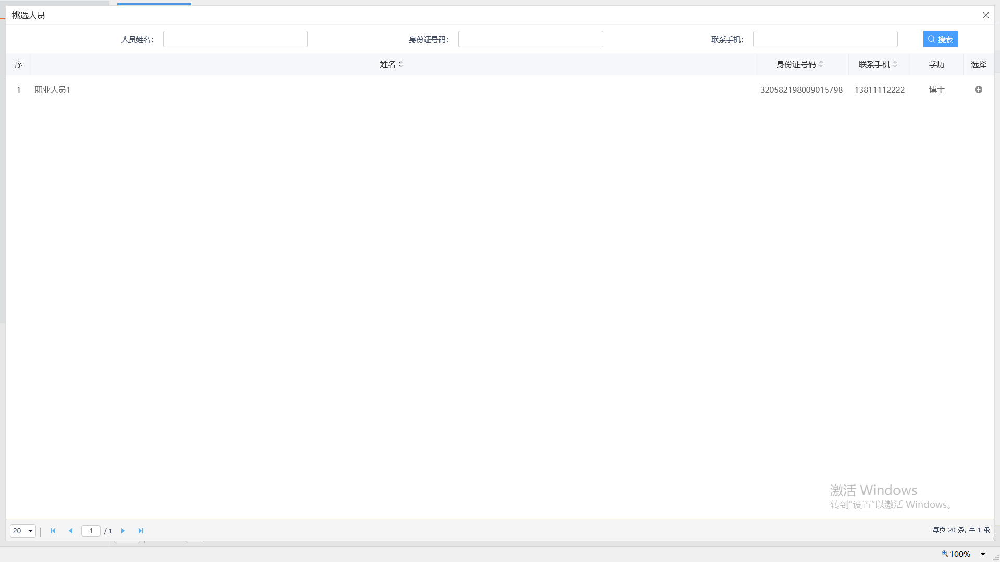 挑选人员
人员姓名： 身份证号码： 联系手机： 搜索
序 姓名 身份证号码 联系手机 学历 选择
1 职业人员1 320582198009015798 13811112222 博士
激活 Windows
转到“设置”以激活 Windows。
20 1 / 1 每页 20 条, 共 1 条
100%